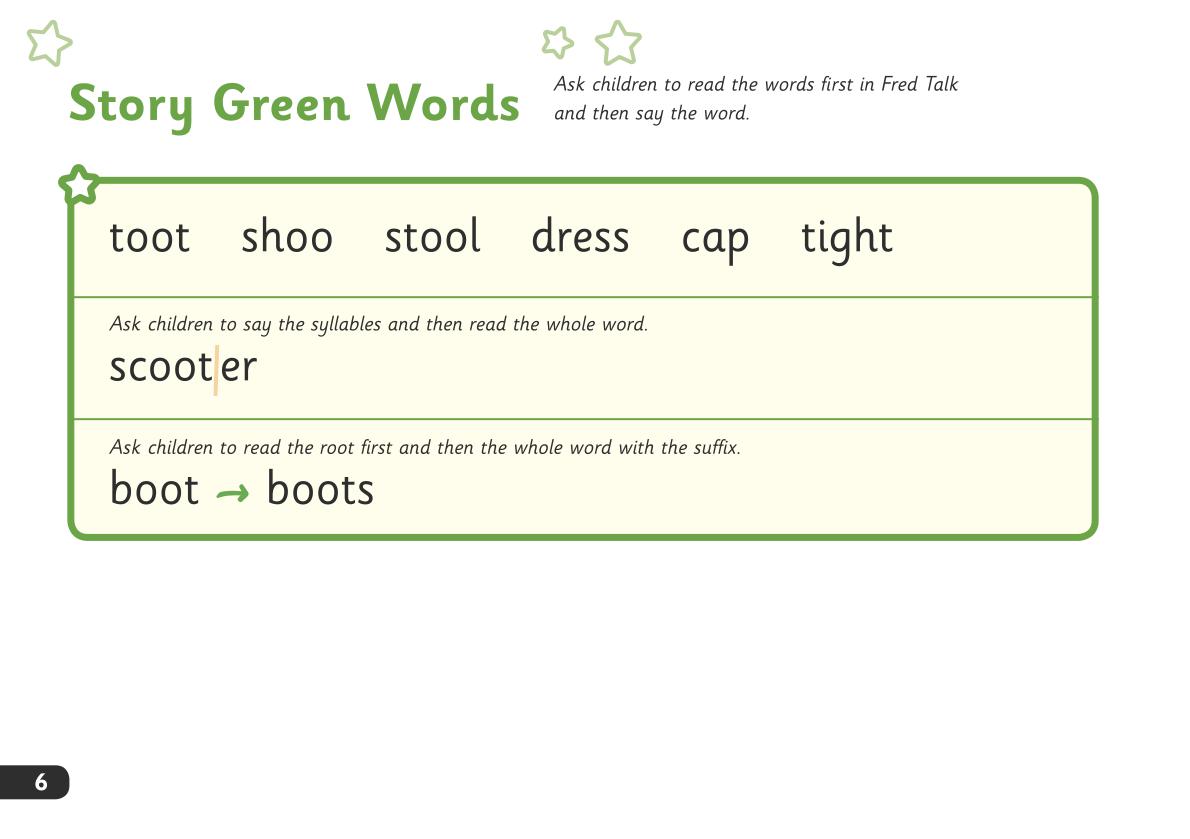 Story Green Words
Ask children to read the words first in Fred Talk
and then say the word.
toot shoo stool dress cap tight
Ask children to say the syllables and then read the whole word.
scoot|er
Ask children to read the root first and then the whole word with the suffix.
boot → boots
6